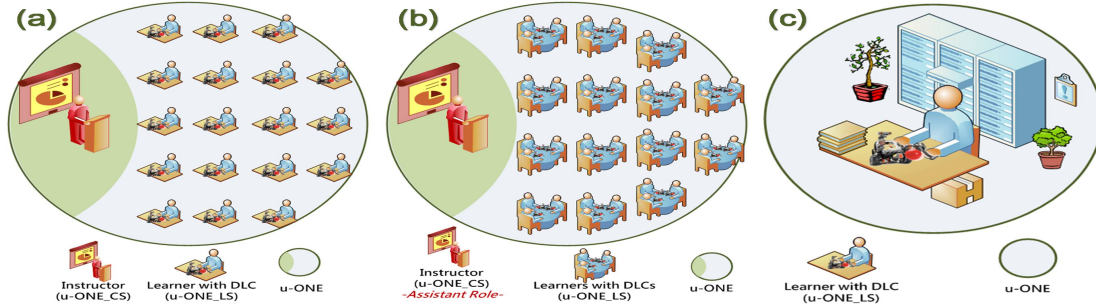 (a)
(b)
(c)
Instructor
(u-ONE_CS)
Learner with DLC
(u-ONE_LS)
u-ONE
Instructor
(u-ONE_CS)
-Assistant Role-
Learners with DLCs
(u-ONE_LS)
u-ONE
Learner with DLC
(u-ONE_LS)
u-ONE